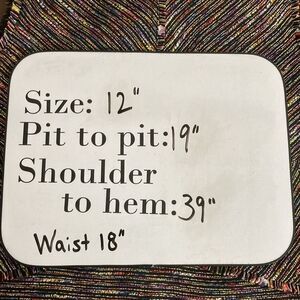 Size: 12"
Pit to pit:19"
Shoulder
to hem:39"
Waist 18"